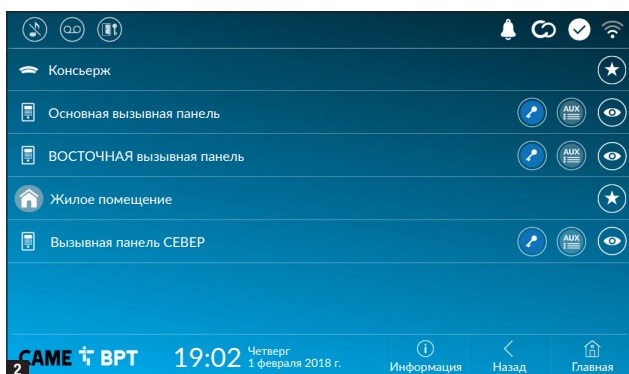 Консьерж
Основная вызывная панель AUX
ВОСТОЧНАЯ вызывная панель AUX
Жилое помещение
Вызывная панель СЕВЕР AUX
CAME BPT 19:02 Четверг
1 февраля 2018 г.
Информация Назад Главная
2